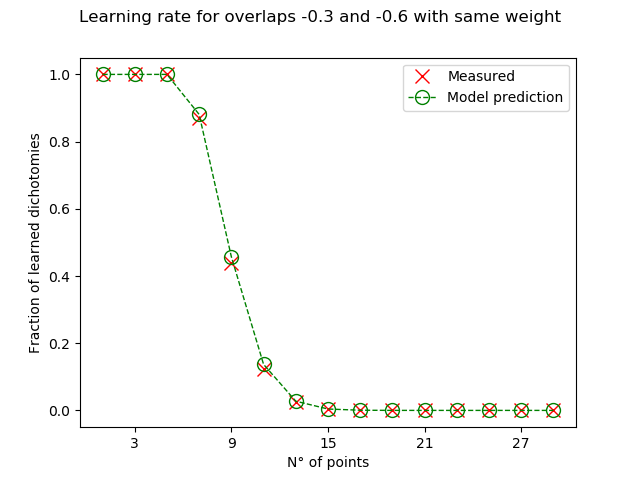 Learning rate for overlaps -0.3 and -0.6 with same weight
Measured
Model prediction
Fraction of learned dichotomies
1.0
0.8
0.6
0.4
0.2
0.0
3
9
15
21
27
N° of points